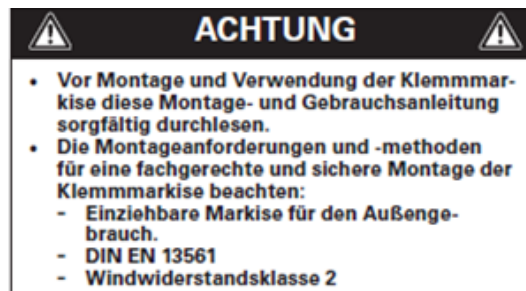 ACHTUNG
• Vor Montage und Verwendung der Klemmmar-
kise diese Montage- und Gebrauchsanleitung
sorgfältig durchlesen.
• Die Montageanforderungen und -methoden
für eine fachgerechte und sichere Montage der
Klemmmarkise beachten:
- Einziehbare Markise für den Außenge-
brauch.
- DIN EN 13561
- Windwiderstandsklasse 2